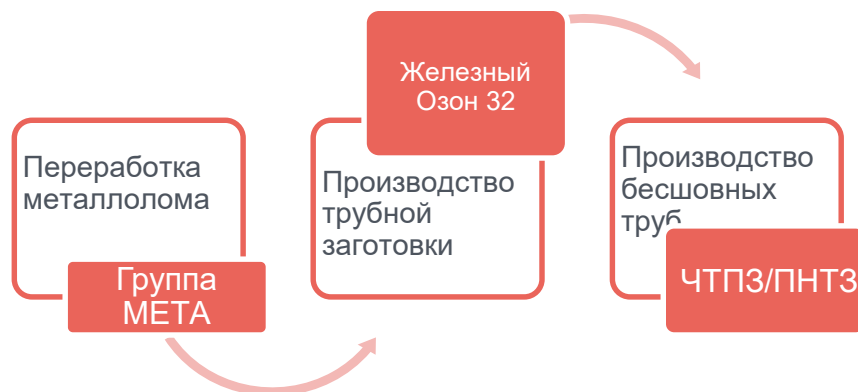 Переработка
металлолома
Группа
МЕТА
Железный
Озон 32
Производство
трубной
заготовки
Производство
бесшовных
труб
ЧТПЗ/ПНТЗ